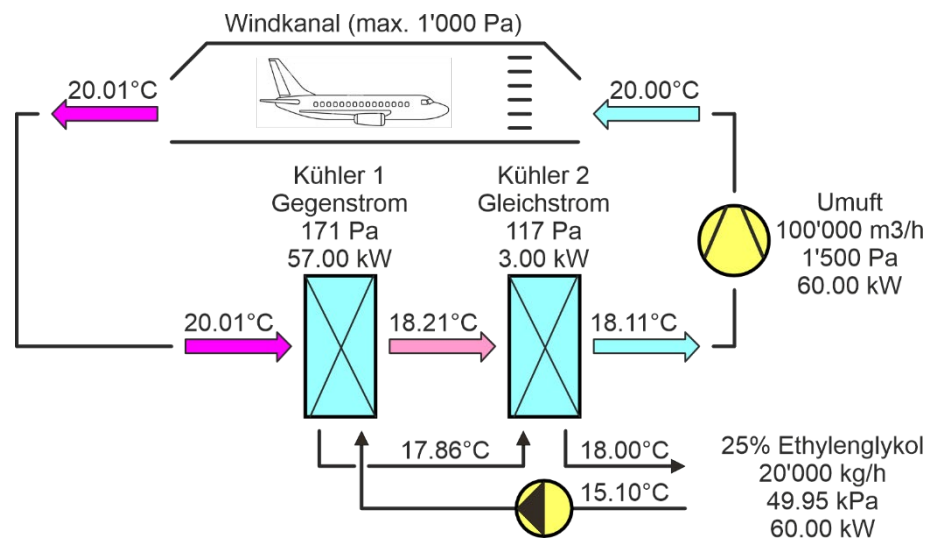 Windkanal (max. 1'000 Pa)
20.01°C
20.00°C
Kühler 1
Gegenstrom
171 Pa
57.00 kW
Kühler 2
Gleichstrom
117 Pa
3.00 kW
Umuft
100'000 m3/h
1'500 Pa
60.00 kW
20.01°C
18.21°C
18.11°C
17.86°C
18.00°C
15.10°C
25% Ethylenglykol
20'000 kg/h
49.95 kPa
60.00 kW